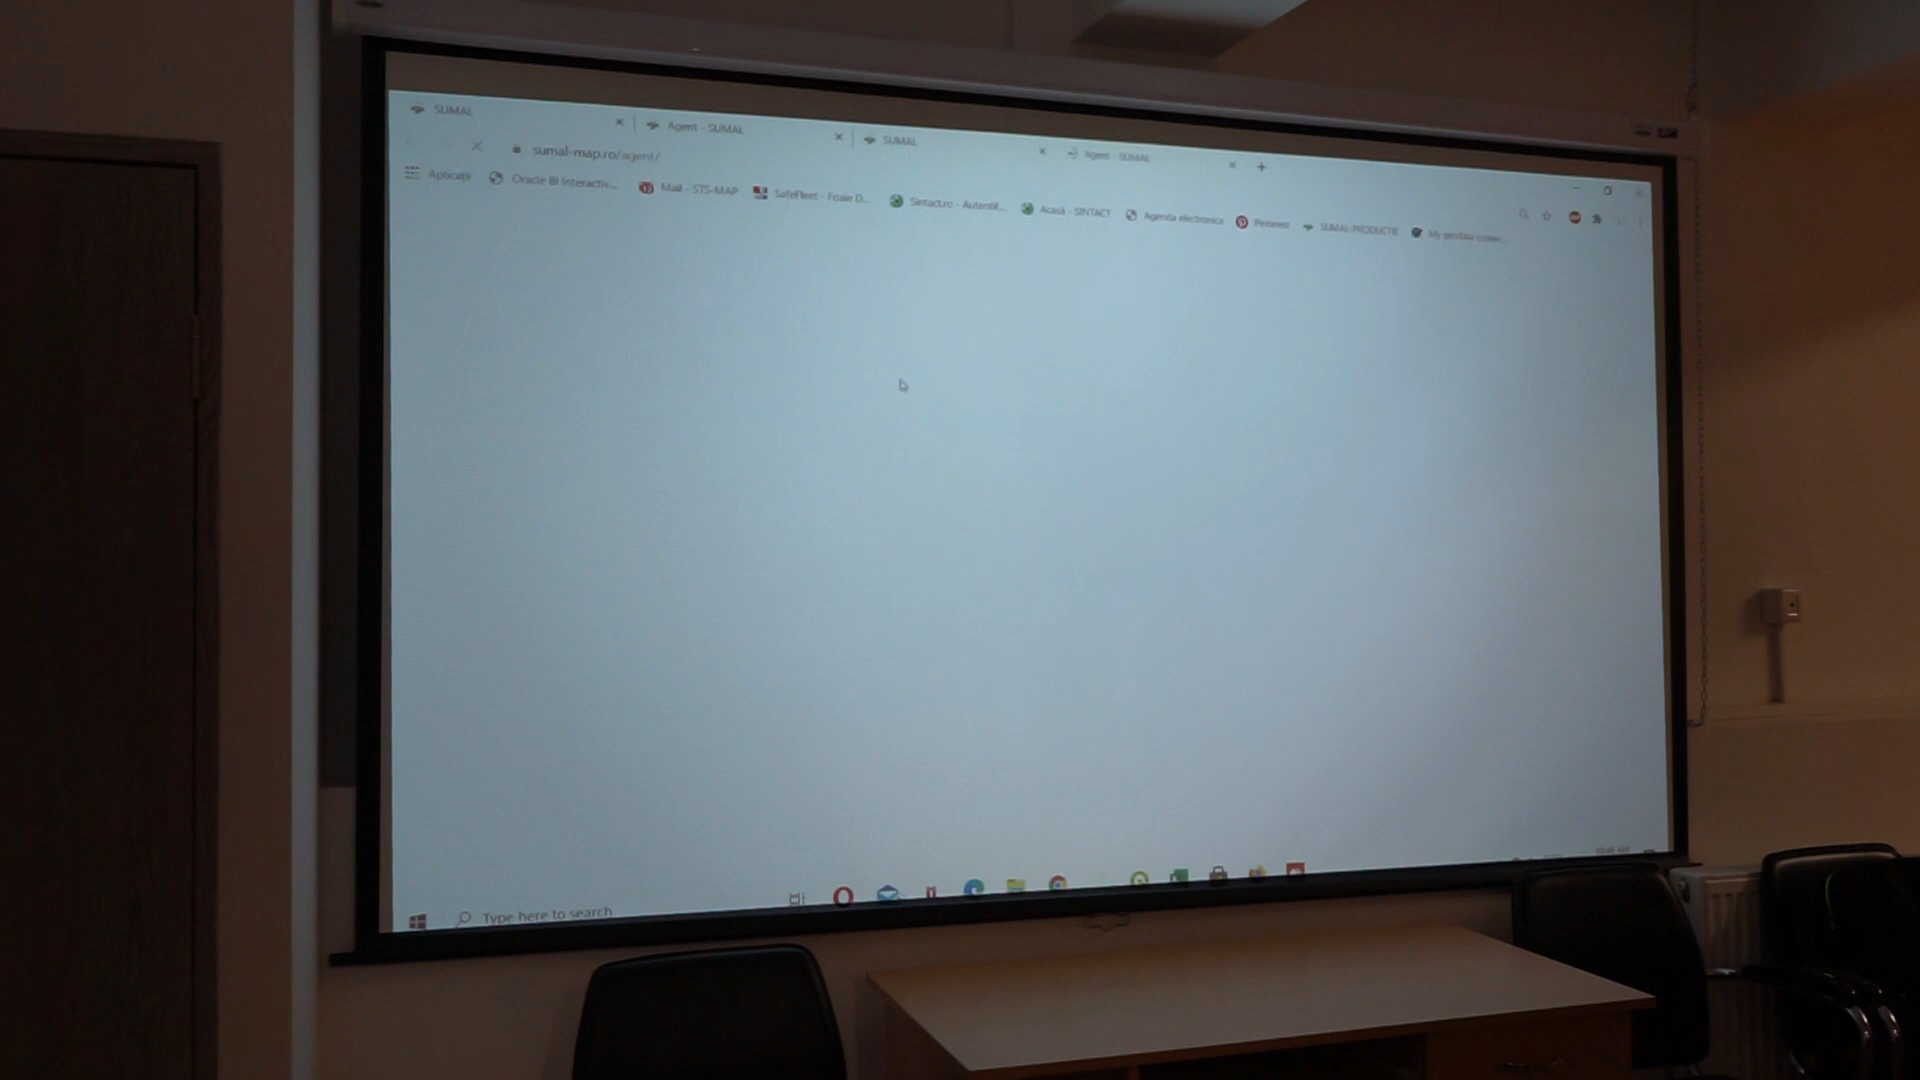 SUMAL
Agent - SUMAL
SUMAL
Agent - SUMAL
sumal-map.ro/agent/
Aplicații
Oracle BI Interactiv...
Mail - STS-MAP
SafeFleet - Foaie D...
Sintact.ro - Autentif...
Acasă - SINTACT
Agenda electronica
Pinterest
SUMAL-PRODUCTIE
Type here to search